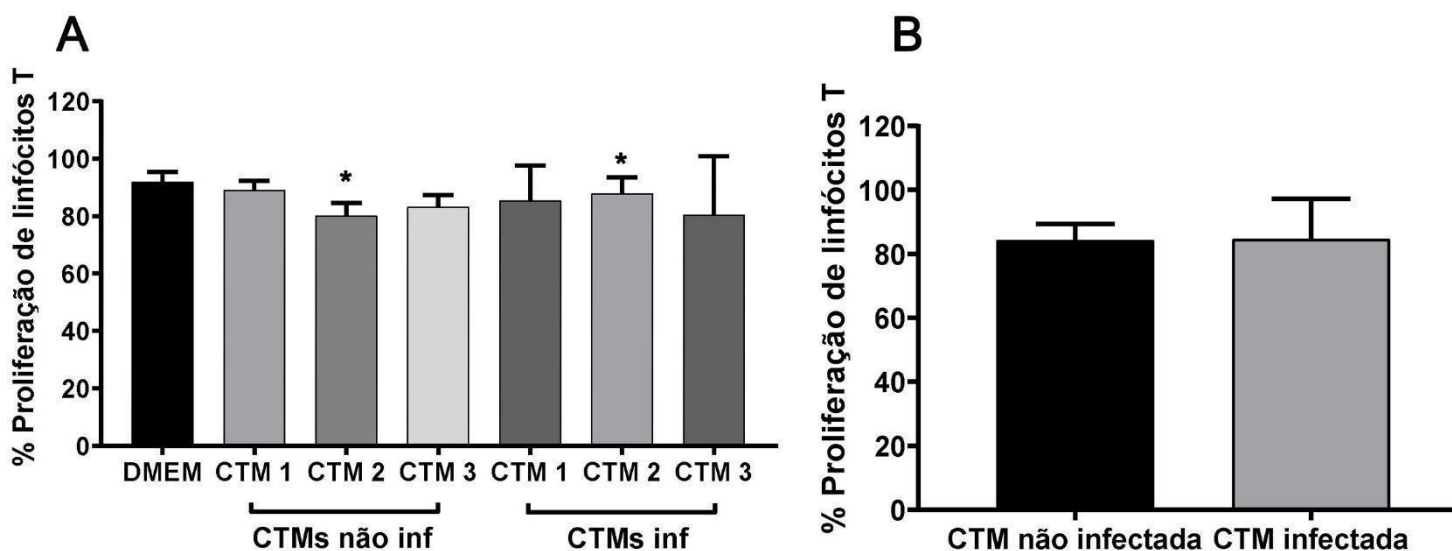 A
% Proliferação de linfócitos T
120
100
80
60
40
20
0
*
*
DMEM CTM 1 CTM 2 CTM 3 CTM 1 CTM 2 CTM 3
CTMs não inf CTMs inf
B
% Proliferação de linfócitos T
120
100
80
60
40
20
0
CTM não infectada CTM infectada